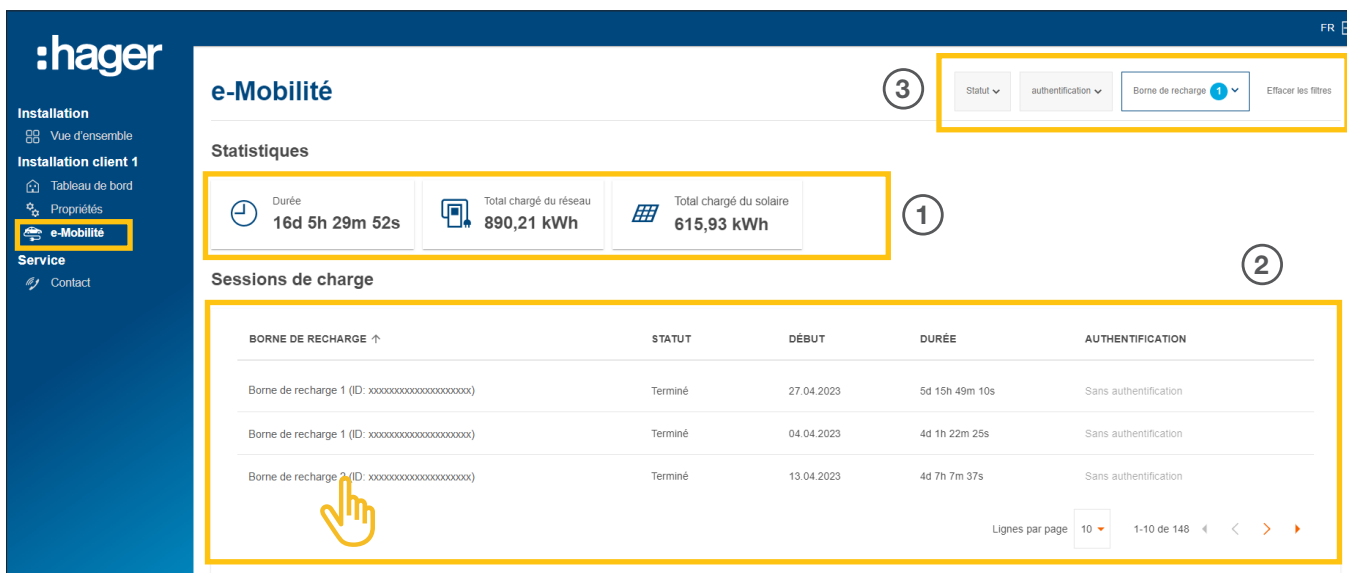 FR
:hager
e-Mobilité
3
Statut
authentification
Borne de recharge 1
Effacer les filtres
Installation
Vue d'ensemble
Installation client 1
Tableau de bord
Propriétés
e-Mobilité
Service
Contact
Statistiques
Durée
16d 5h 29m 52s
Total chargé du réseau
890,21 kWh
Total chargé du solaire
615,93 kWh
1
2
Sessions de charge
BORNE DE RECHARGE ↑ STATUT DÉBUT DURÉE AUTHENTIFICATION
Borne de recharge 1 (ID: xxxxxxxxxxxxxxxxxxxx) Terminé 27.04.2023 5d 15h 49m 10s Sans authentification
Borne de recharge 1 (ID: xxxxxxxxxxxxxxxxxxxx) Terminé 04.04.2023 4d 1h 22m 25s Sans authentification
Borne de recharge 2 (ID: xxxxxxxxxxxxxxxxxxxx) Terminé 13.04.2023 4d 7h 7m 37s Sans authentification
Lignes par page 10 1-10 de 148